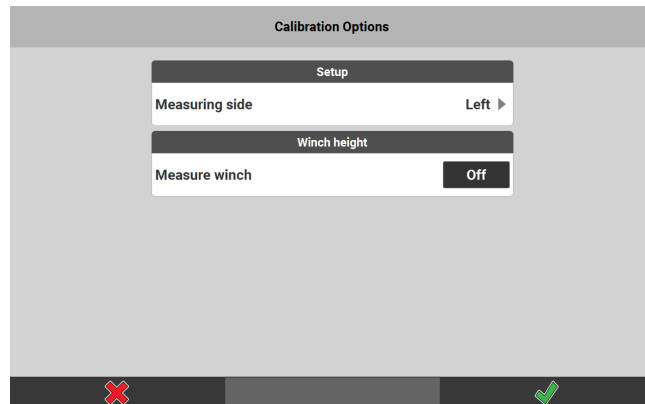 Calibration Options
Setup
Measuring side Left
Winch height
Measure winch Off